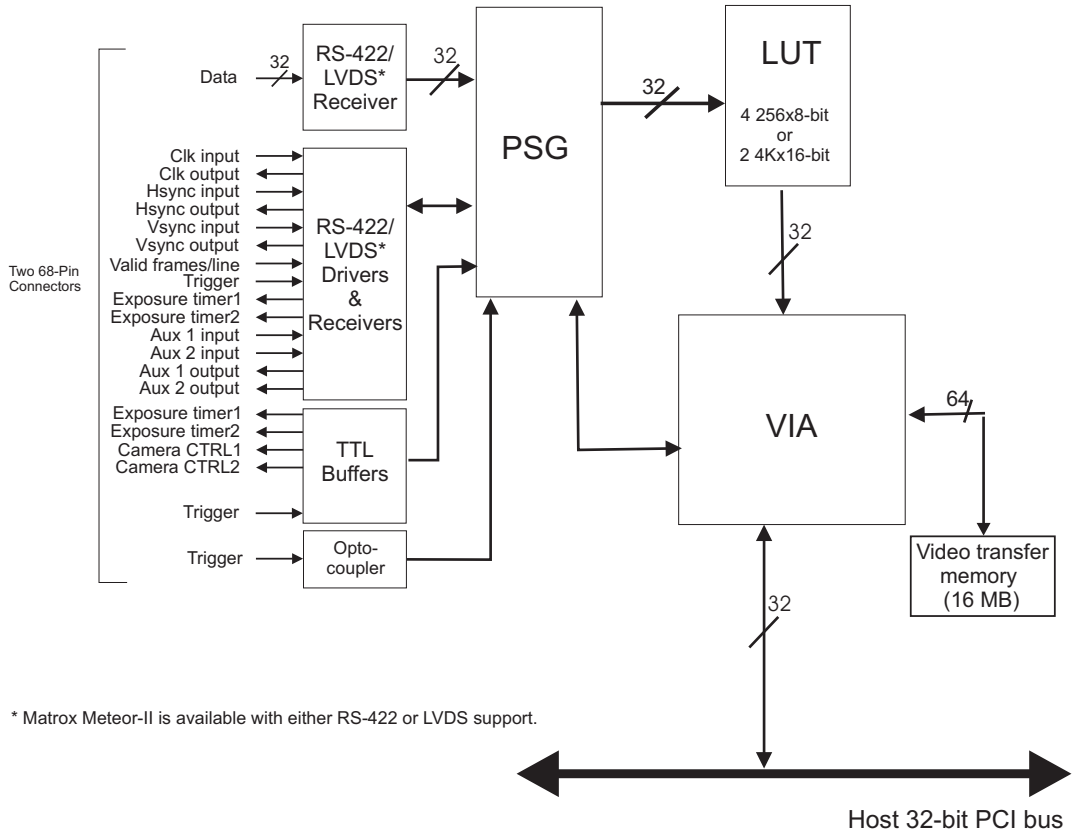 Two 68-Pin
Connectors
Data
32
RS-422/
LVDS*
Receiver
32
Clk input
Clk output
Hsync input
Hsync output
Vsync input
Vsync output
Valid frames/line
Trigger
Exposure timer1
Exposure timer2
Aux 1 input
Aux 2 input
Aux 1 output
Aux 2 output
RS-422/
LVDS*
Drivers
&
Receivers
Exposure timer1
Exposure timer2
Camera CTRL1
Camera CTRL2
Trigger
TTL
Buffers
Trigger
Opto-
coupler
PSG
32
LUT
4 256x8-bit
or
2 4Kx16-bit
32
VIA
64
Video transfer
memory
(16 MB)
32
* Matrox Meteor-II is available with either RS-422 or LVDS support.
Host 32-bit PCI bus